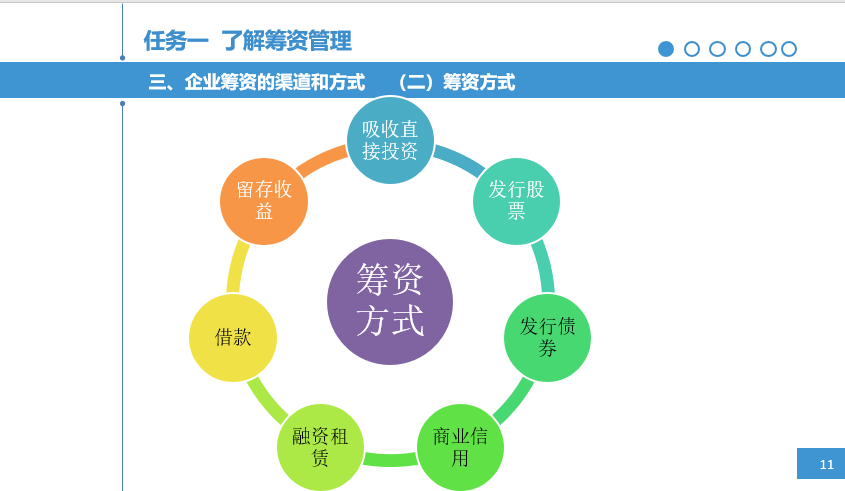 任务一 了解筹资管理
三、企业筹资的渠道和方式 （二）筹资方式
吸收直
接投资
留存收
益
发行股
票
筹资
方式
借款
发行债
券
融资租
赁
商业信
用
11